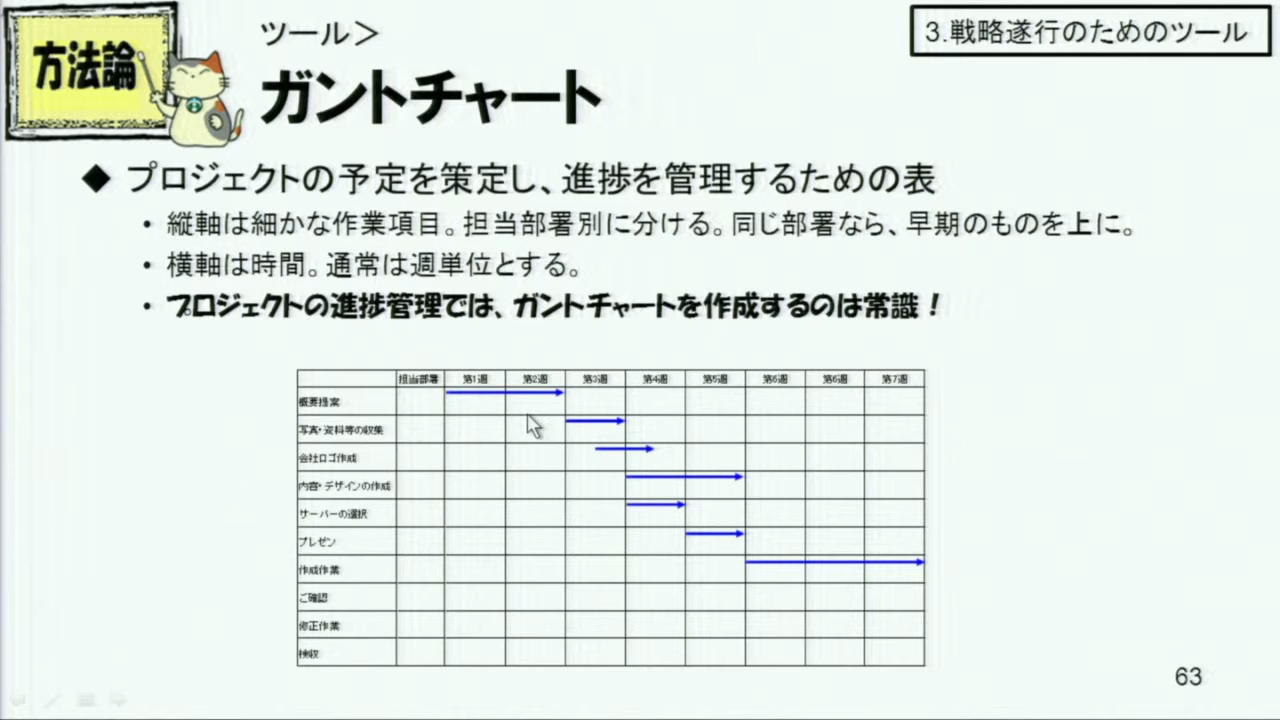 方法論
ツール＞
3.戦略遂行のためのツール
ガントチャート
◆ プロジェクトの予定を策定し、進捗を管理するための表
・ 縦軸は細かな作業項目。担当部署別に分ける。同じ部署なら、早期のものを上に。
・ 横軸は時間。通常は週単位とする。
・ プロジェクトの進捗管理では、ガントチャートを作成するのは常識！
担当部署 第1週 第2週 第3週 第4週 第5週 第6週 第6週 第7週
概要提案
写真・資料等の収集
会社ロゴ作成
内容・デザインの作成
サーバーの選択
プレゼン
作成作業
ご確認
修正作業
検収
63